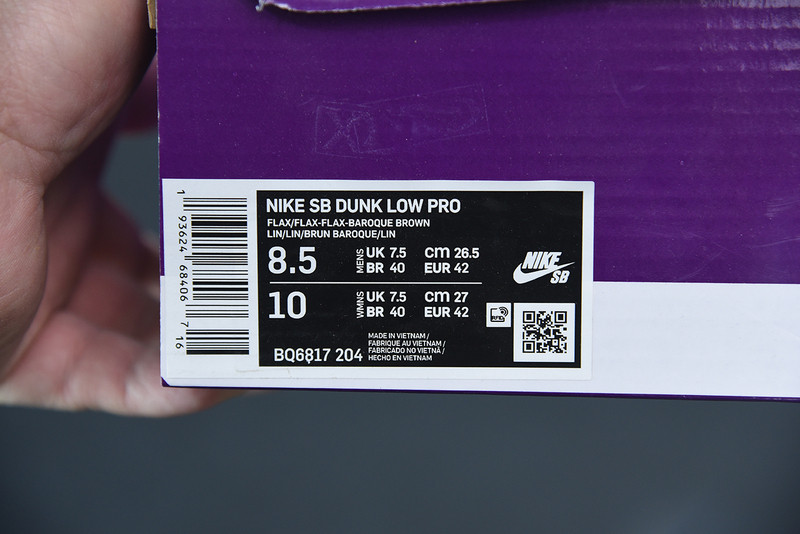 NIKE SB DUNK LOW PRO
FLAX/FLAX-FLAX-BAROQUE BROWN
LIN/LIN/BRUN BAROQUE/LIN
8.5 MENS UK 7.5 CM 26.5
BR 40 EUR 42
10 WMNS UK 7.5 CM 27
BR 40 EUR 42
BQ6817 204
MADE IN VIETNAM /
FABRIQUE AU VIETNAM /
FABRICADO NO VIETNÃ /
HECHO EN VIETNAM
NIKE
SB
1 93624 68406 7 16